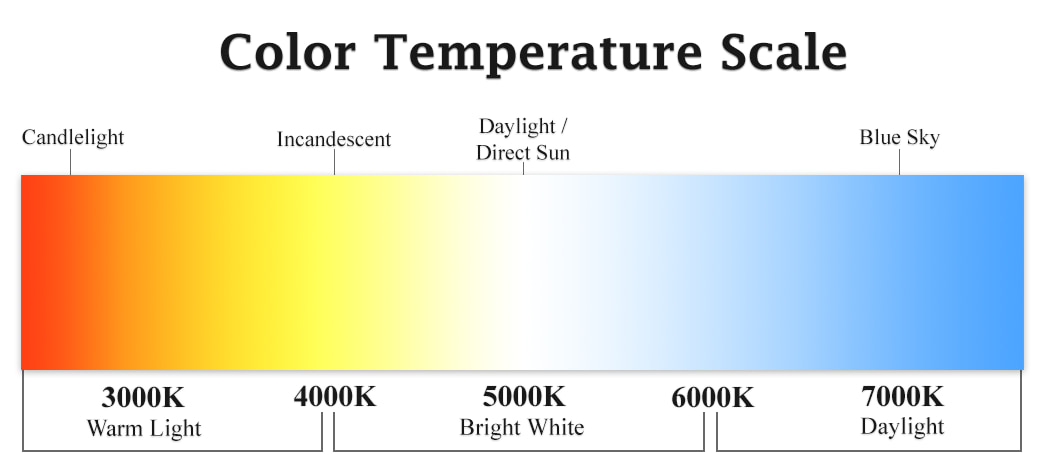 Color Temperature Scale
Candlelight
Incandescent
Daylight /
Direct Sun
Blue Sky
3000K
4000K
5000K
6000K
7000K
Warm Light
Bright White
Daylight